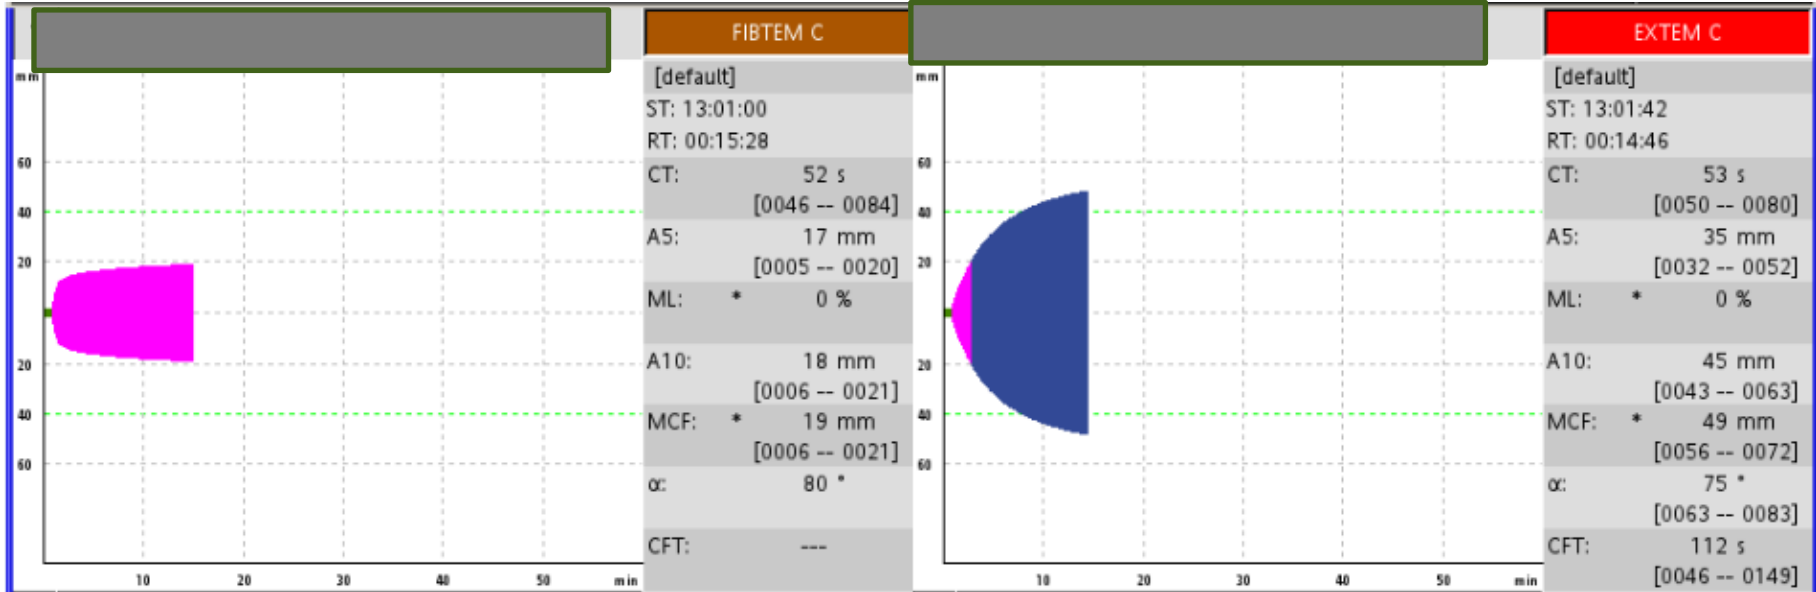 FIBTEM C
[default]
ST: 13:01:00
RT: 00:15:28
CT: 52 s
[0046 -- 0084]
A5: 17 mm
[0005 -- 0020]
ML: * 0 %
A10: 18 mm
[0006 -- 0021]
MCF: * 19 mm
[0006 -- 0021]
α: 80 °
CFT: ---
mm
60
40
20
20
40
60
10 20 30 40 50 min
EXTEM C
[default]
ST: 13:01:42
RT: 00:14:46
CT: 53 s
[0050 -- 0080]
A5: 35 mm
[0032 -- 0052]
ML: * 0 %
A10: 45 mm
[0043 -- 0063]
MCF: * 49 mm
[0056 -- 0072]
α: 75 °
[0063 -- 0083]
CFT: 112 s
[0046 -- 0149]
mm
60
40
20
20
40
60
10 20 30 40 50 min